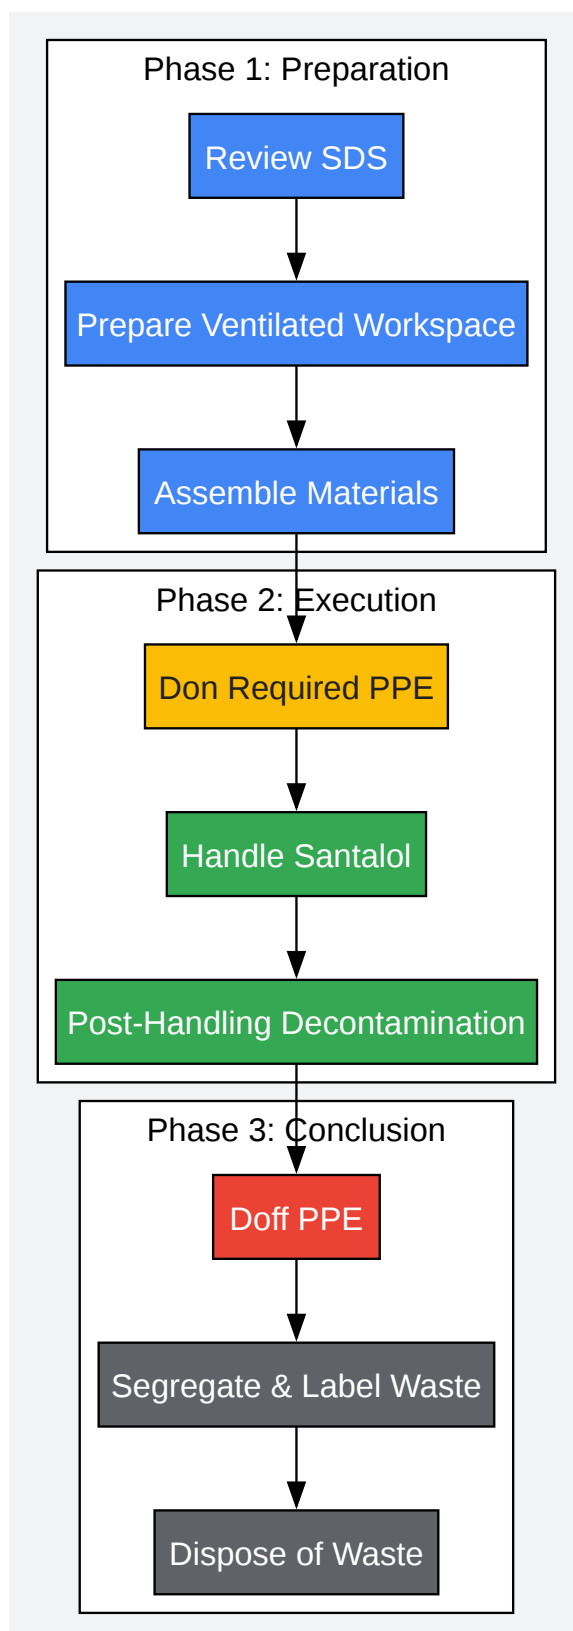 Phase 1: Preparation
Review SDS
Prepare Ventilated Workspace
Assemble Materials
Phase 2: Execution
Don Required PPE
Handle Santalol
Post-Handling Decontamination
Phase 3: Conclusion
Doff PPE
Segregate & Label Waste
Dispose of Waste